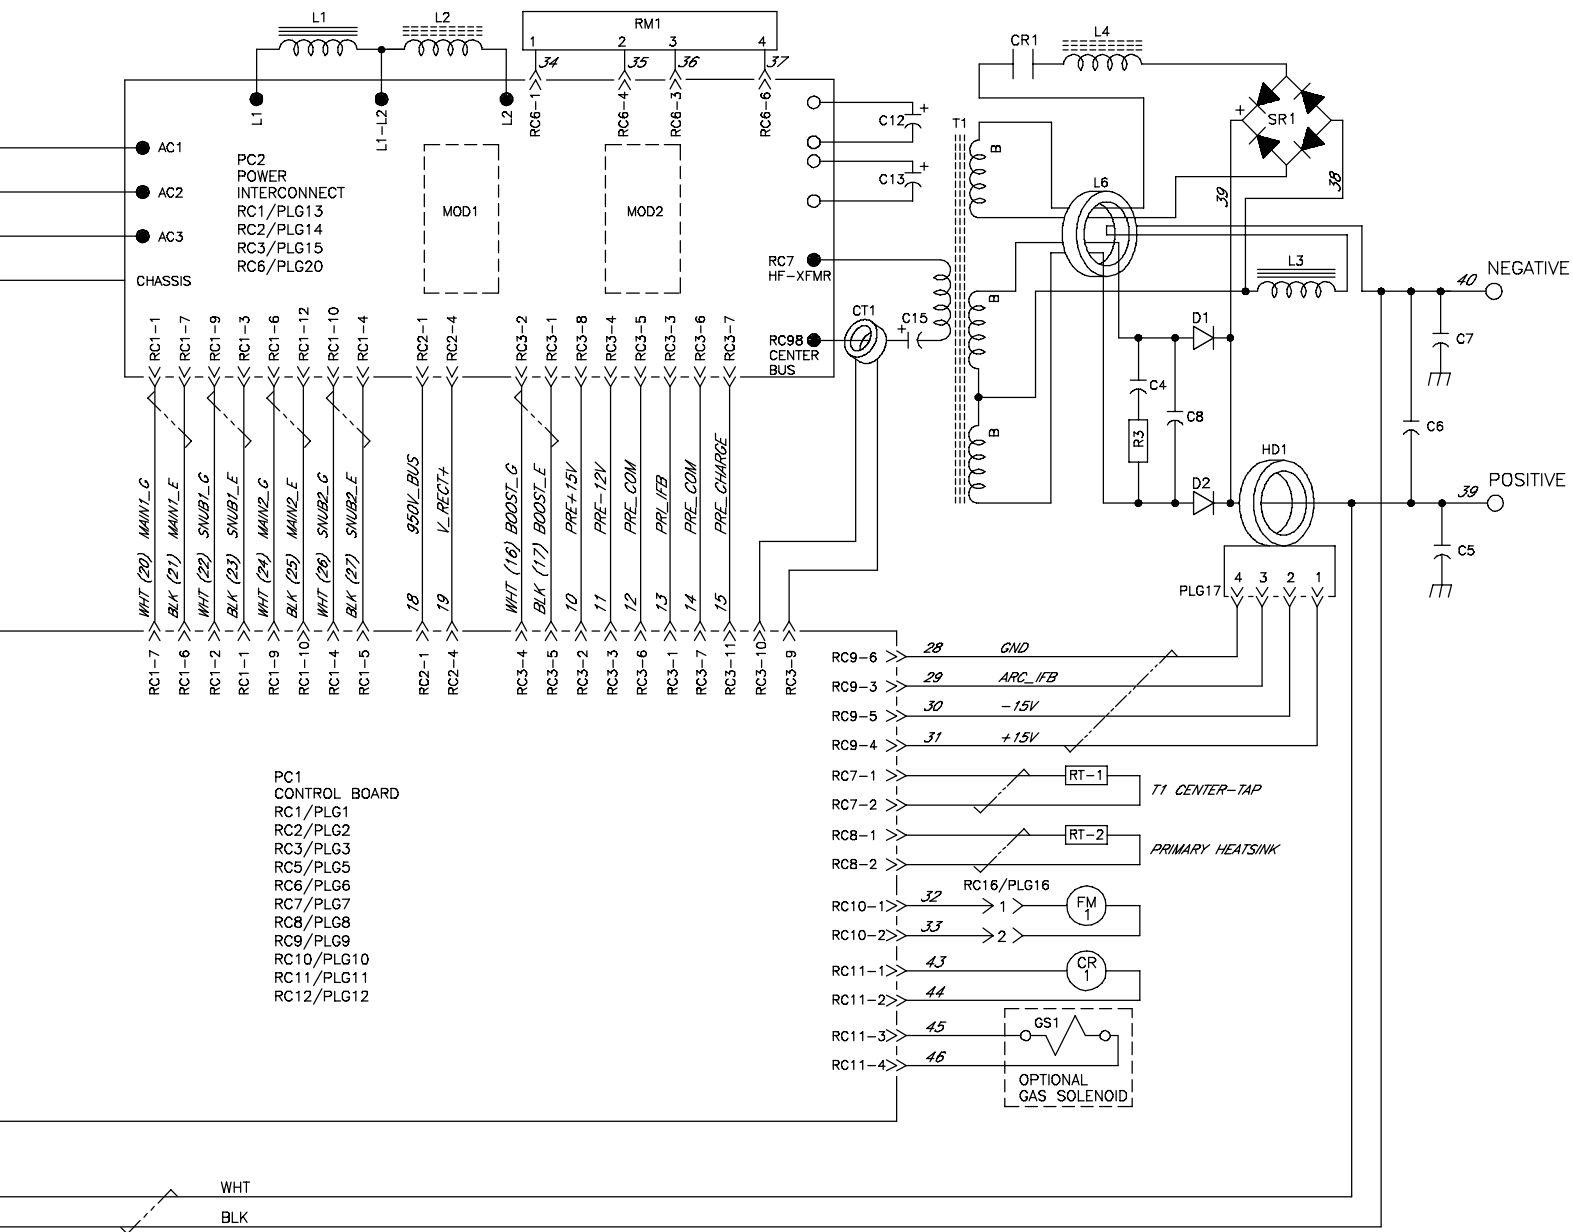 L1
L2
RM1
1
2
3
4
34
35
36
37
L1
L1-L2
L2
RC6-1
RC6-4
RC6-3
RC6-6
CR1
L4
SR1
+
C12
+
C13
+
T1
B
L6
39
38
AC1
AC2
AC3
CHASSIS
PC2
POWER
INTERCONNECT
RC1/PLG13
RC2/PLG14
RC3/PLG15
RC6/PLG20
MOD1
MOD2
RC7
HF-XFMR
CT1
C15
+
RC98
CENTER
BUS
B
B
L3
40
NEGATIVE
D1
C7
C4
C8
R3
C6
HD1
D2
39
POSITIVE
C5
RC1-1
RC1-7
RC1-9
RC1-3
RC1-6
RC1-12
RC1-10
RC1-4
RC2-1
RC2-4
RC3-2
RC3-1
RC3-8
RC3-4
RC3-5
RC3-3
RC3-6
RC3-7
WHT (20) MAIN1_G
BLK (21) MAIN1_E
WHT (22) SNUB1_G
BLK (23) SNUB1_E
WHT (24) MAIN2_G
BLK (25) MAIN2_E
WHT (26) SNUB2_G
BLK (27) SNUB2_E
18 950V_BUS
19 V_RECT+
WHT (16) BOOST_G
BLK (17) BOOST_E
10 PRE+15V
11 PRE-12V
12 PRE_COM
13 PRI_IFB
14 PRE_COM
15 PRE_CHARGE
RC1-7
RC1-6
RC1-2
RC1-1
RC1-9
RC1-10
RC1-4
RC1-5
RC2-1
RC2-4
RC3-4
RC3-5
RC3-2
RC3-3
RC3-6
RC3-1
RC3-7
RC3-11
RC3-10
RC3-9
PLG17
4 3 2 1
RC9-6 28 GND
RC9-3 29 ARC_IFB
RC9-5 30 -15V
RC9-4 31 +15V
RC7-1 RT-1
T1 CENTER-TAP
RC7-2
RC8-1 RT-2
PRIMARY HEATSINK
RC8-2
RC16/PLG16
RC10-1 32 1 FM
1
RC10-2 33 2
RC11-1 43 CR
1
RC11-2 44
RC11-3 45 GS1
RC11-4 46
OPTIONAL
GAS SOLENOID
PC1
CONTROL BOARD
RC1/PLG1
RC2/PLG2
RC3/PLG3
RC5/PLG5
RC6/PLG6
RC7/PLG7
RC8/PLG8
RC9/PLG9
RC10/PLG10
RC11/PLG11
RC12/PLG12
WHT
BLK